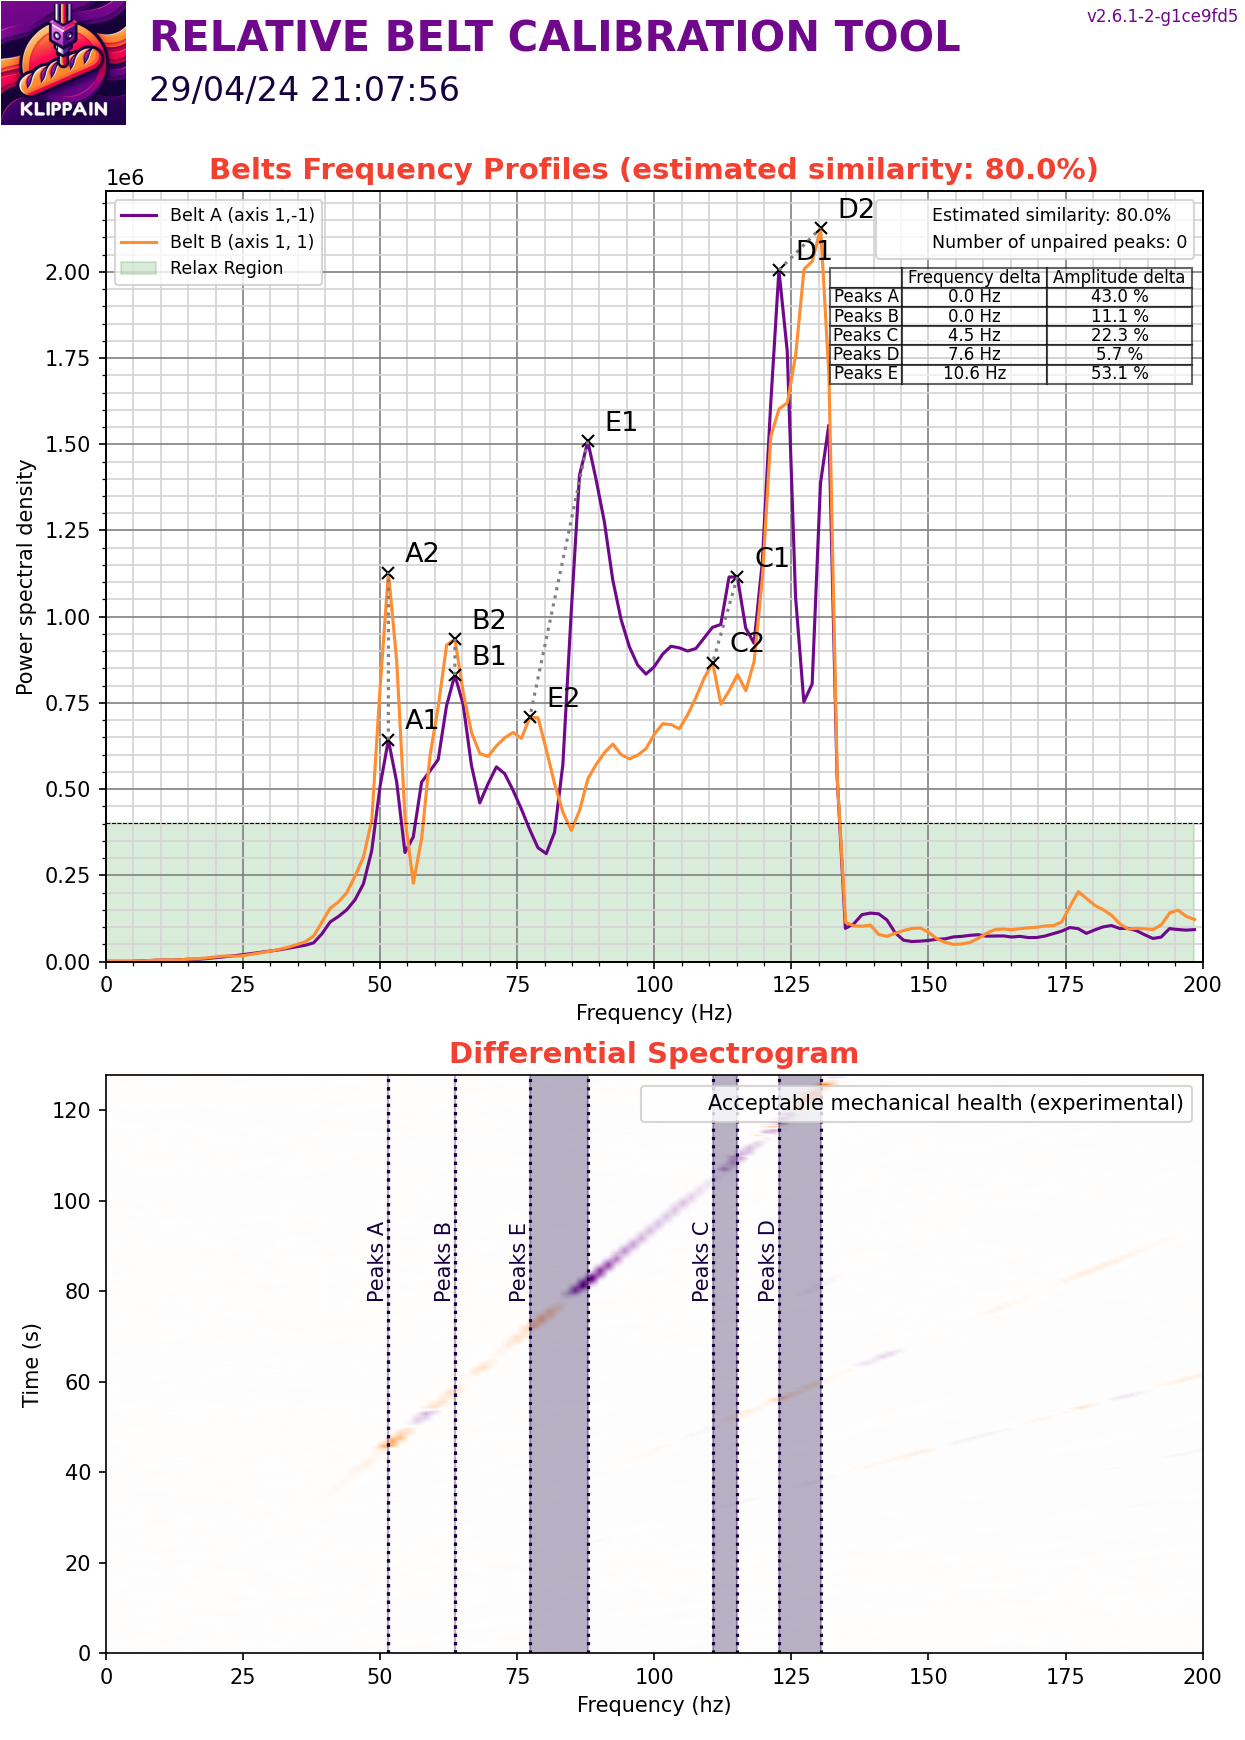 v2.6.1-2-g1ce9fd5
RELATIVE BELT CALIBRATION TOOL
29/04/24 21:07:56
KLIPPAIN
Belts Frequency Profiles (estimated similarity: 80.0%)
1e6
Belt A (axis 1,-1)
Belt B (axis 1, 1)
Relax Region
Estimated similarity: 80.0%
Number of unpaired peaks: 0
Frequency delta Amplitude delta
Peaks A 0.0 Hz 43.0 %
Peaks B 0.0 Hz 11.1 %
Peaks C 4.5 Hz 22.3 %
Peaks D 7.6 Hz 5.7 %
Peaks E 10.6 Hz 53.1 %
D2
D1
E1
A2
C1
B2
B1
C2
E2
A1
Power spectral density
2.00
1.75
1.50
1.25
1.00
0.75
0.50
0.25
0.00
0 25 50 75 100 125 150 175 200
Frequency (Hz)
Differential Spectrogram
Acceptable mechanical health (experimental)
Peaks A
Peaks B
Peaks E
Peaks C
Peaks D
Time (s)
120
100
80
60
40
20
0
0 25 50 75 100 125 150 175 200
Frequency (hz)